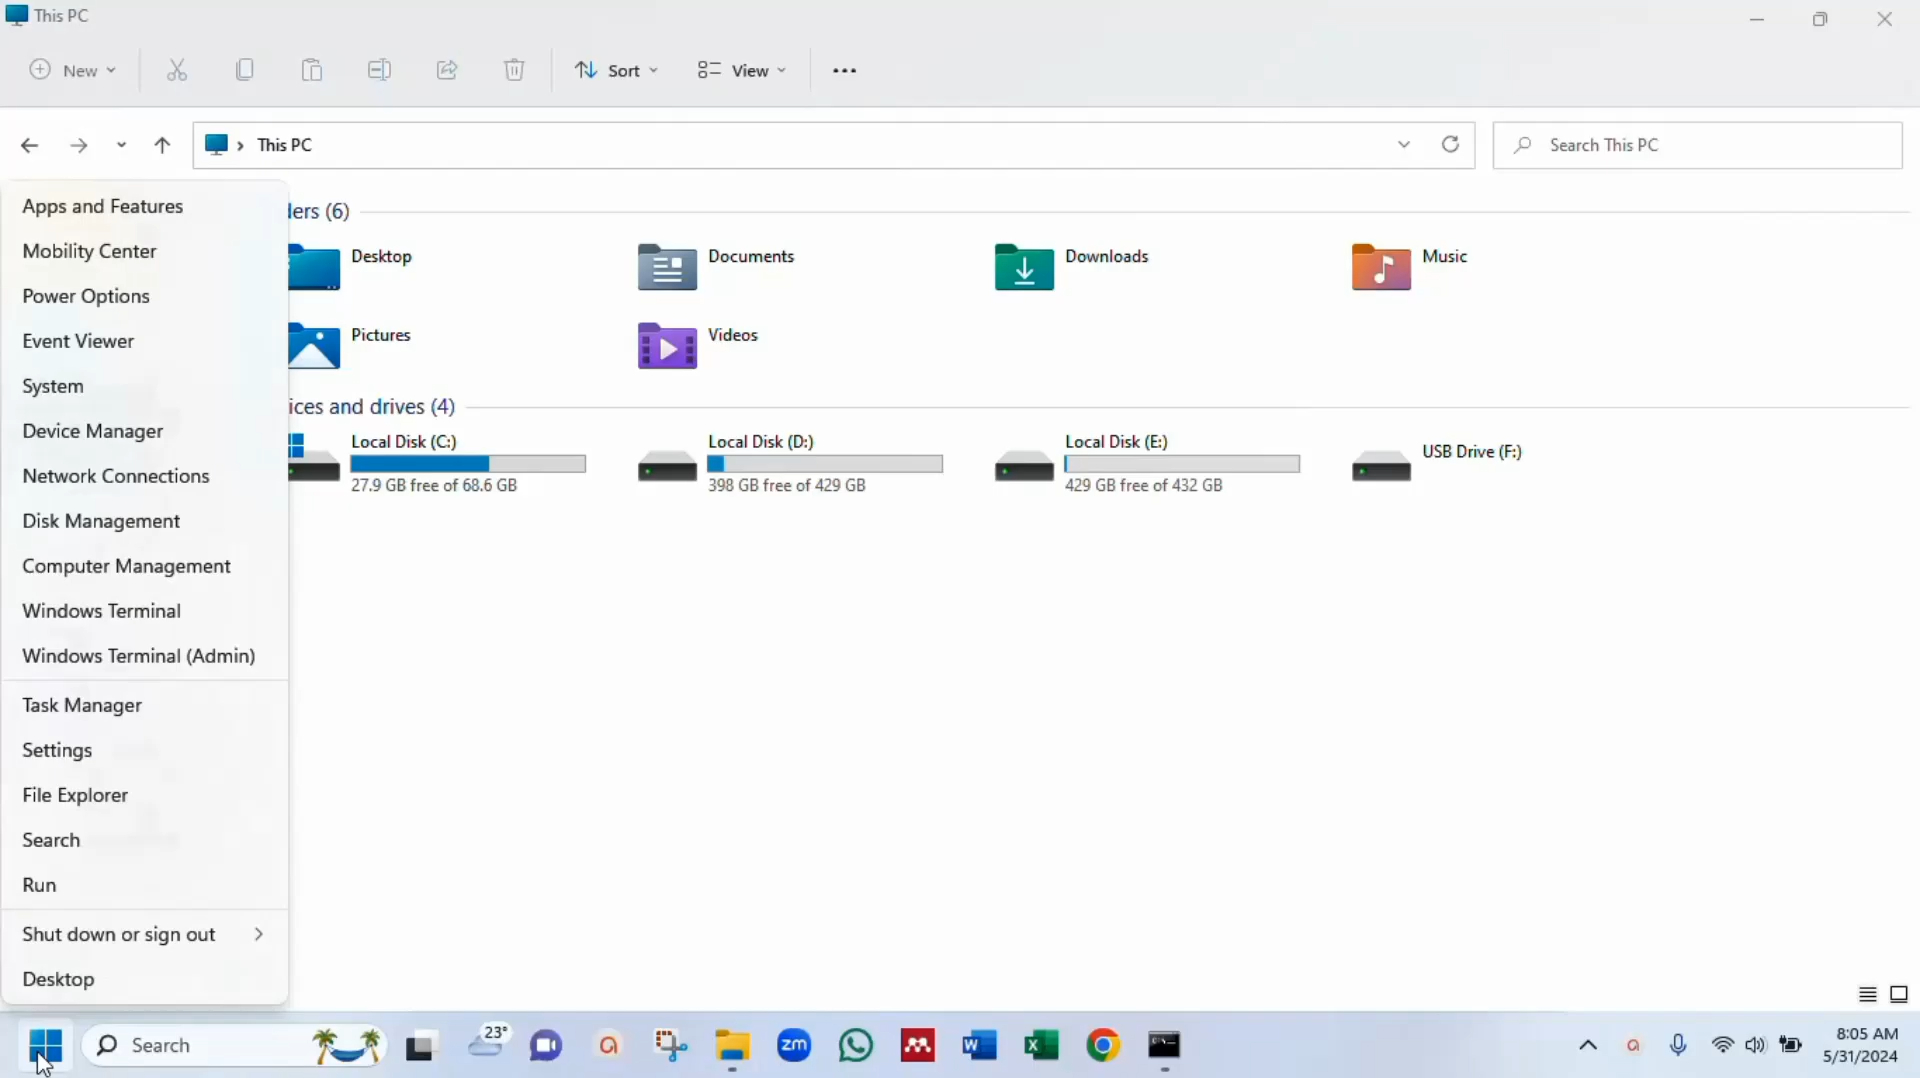 This PC
New
Sort
View
This PC
Search This PC
Apps and Features
Mobility Center
Power Options
Event Viewer
System
Device Manager
Network Connections
Disk Management
Computer Management
Windows Terminal
Windows Terminal (Admin)
Task Manager
Settings
File Explorer
Search
Run
Shut down or sign out
Desktop
ders (6)
Desktop
Documents
Downloads
Music
Pictures
Videos
ices and drives (4)
Local Disk (C:)
27.9 GB free of 68.6 GB
Local Disk (D:)
398 GB free of 429 GB
Local Disk (E:)
429 GB free of 432 GB
USB Drive (F:)
Search
23°
zm
W
X
8:05 AM
5/31/2024